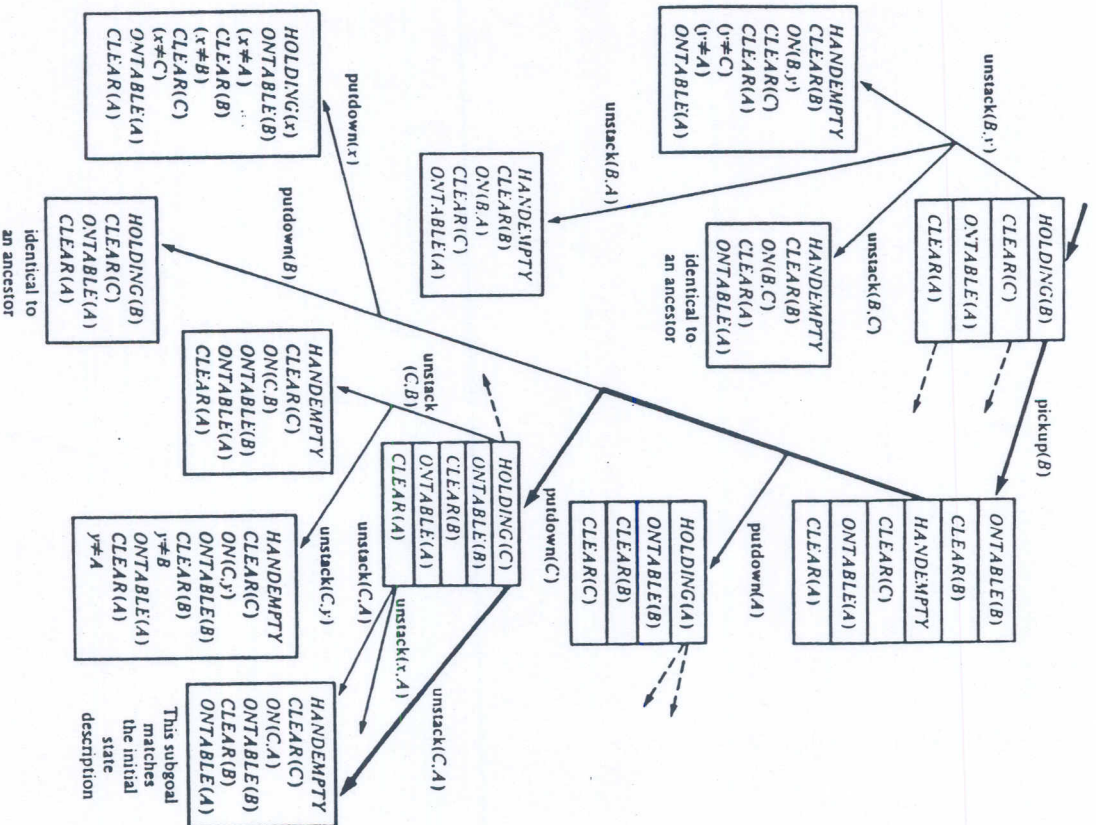 HOLDING(B)
CLEAR(C)
ONTABLE(A)
CLEAR(A)
pickup(B)
ONTABLE(B)
CLEAR(B)
HANDEMPTY
CLEAR(C)
ONTABLE(A)
CLEAR(A)
unstack(B,y)
unstack(B,C)
HANDEMPTY
CLEAR(B)
ON(B,y)
CLEAR(C)
CLEAR(A)
(y≠C)
(y≠A)
ONTABLE(A)
HANDEMPTY
CLEAR(B)
ON(B,C)
CLEAR(A)
ONTABLE(A)
identical to
an ancestor
putdown(A)
HOLDING(A)
ONTABLE(B)
CLEAR(B)
CLEAR(C)
unstack(B,A)
HANDEMPTY
CLEAR(B)
ON(B,A)
CLEAR(C)
ONTABLE(A)
putdown(C)
HOLDING(C)
ONTABLE(B)
CLEAR(B)
ONTABLE(A)
CLEAR(A)
unstack(C,A)
unstack
(C,B)
unstack(x,A)
unstack(C,A)
unstack(C,y)
putdown(x)
putdown(B)
HOLDING(x)
ONTABLE(B)
(x≠A)
CLEAR(B)
(x≠B)
CLEAR(C)
(x≠C)
ONTABLE(A)
CLEAR(A)
HOLDING(B)
CLEAR(C)
ONTABLE(A)
CLEAR(A)
identical to
an ancestor
HANDEMPTY
CLEAR(C)
ON(C,B)
ONTABLE(B)
ONTABLE(A)
CLEAR(A)
HANDEMPTY
CLEAR(C)
ON(C,y)
ONTABLE(B)
CLEAR(B)
y≠B
ONTABLE(A)
CLEAR(A)
y≠A
HANDEMPTY
CLEAR(C)
ON(C,A)
ONTABLE(B)
CLEAR(B)
ONTABLE(A)
This subgoal
matches
the initial
state
description